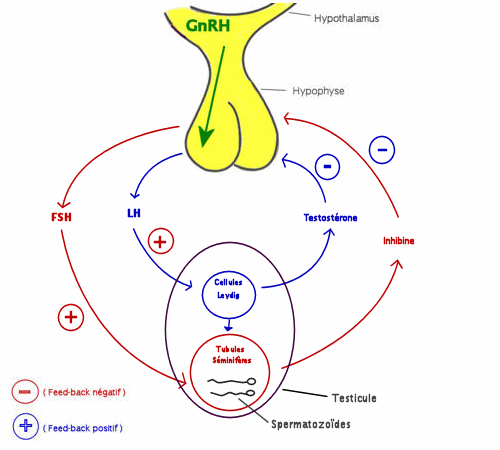 GnRH
Hypothalamus
Hypophyse
FSH
LH
Testostérone
Inhibine
+
+
−
−
Cellules
Leydig
Tubules
Séminifères
Testicule
Spermatozoïdes
− ( Feed-back négatif )
+ ( Feed-back positif )